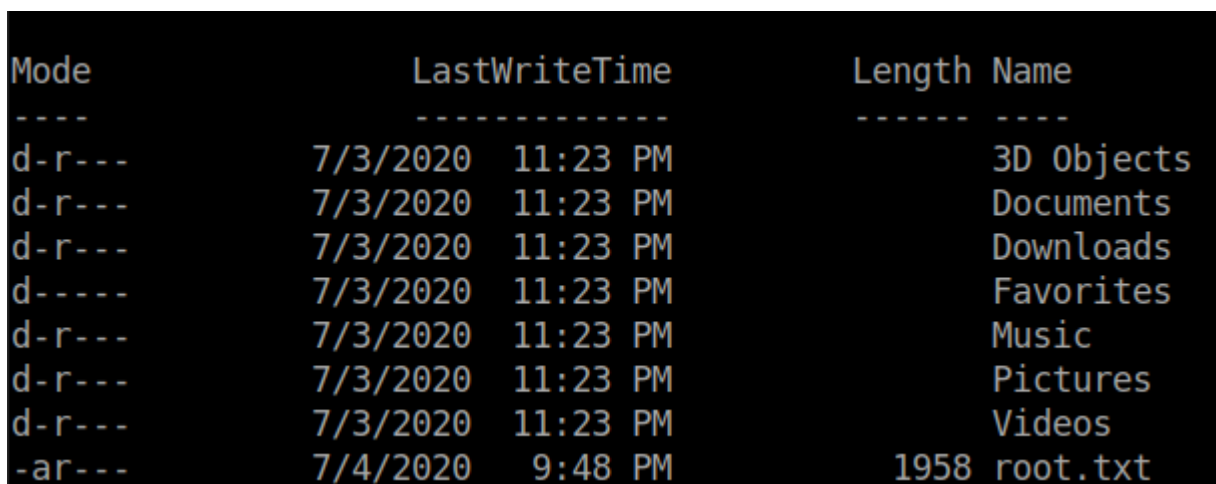 Mode                LastWriteTime         Length Name
----                -------------         ------ ----
d-r---         7/3/2020  11:23 PM                3D Objects
d-r---         7/3/2020  11:23 PM                Documents
d-r---         7/3/2020  11:23 PM                Downloads
d-----         7/3/2020  11:23 PM                Favorites
d-r---         7/3/2020  11:23 PM                Music
d-r---         7/3/2020  11:23 PM                Pictures
d-r---         7/3/2020  11:23 PM                Videos
-ar---         7/4/2020   9:48 PM           1958 root.txt